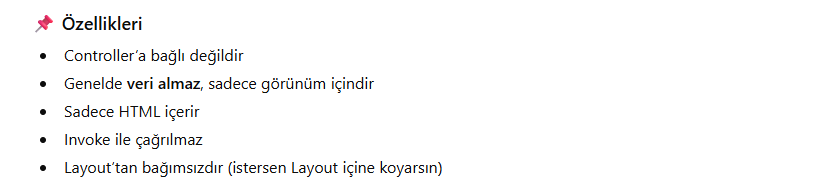 📌 Özellikleri
• Controller'a bağlı değildir
• Genelde veri almaz, sadece görünüm içindir
• Sadece HTML içerir
• Invoke ile çağrılmaz
• Layout'tan bağımsızdır (istersen Layout içine koyarsın)